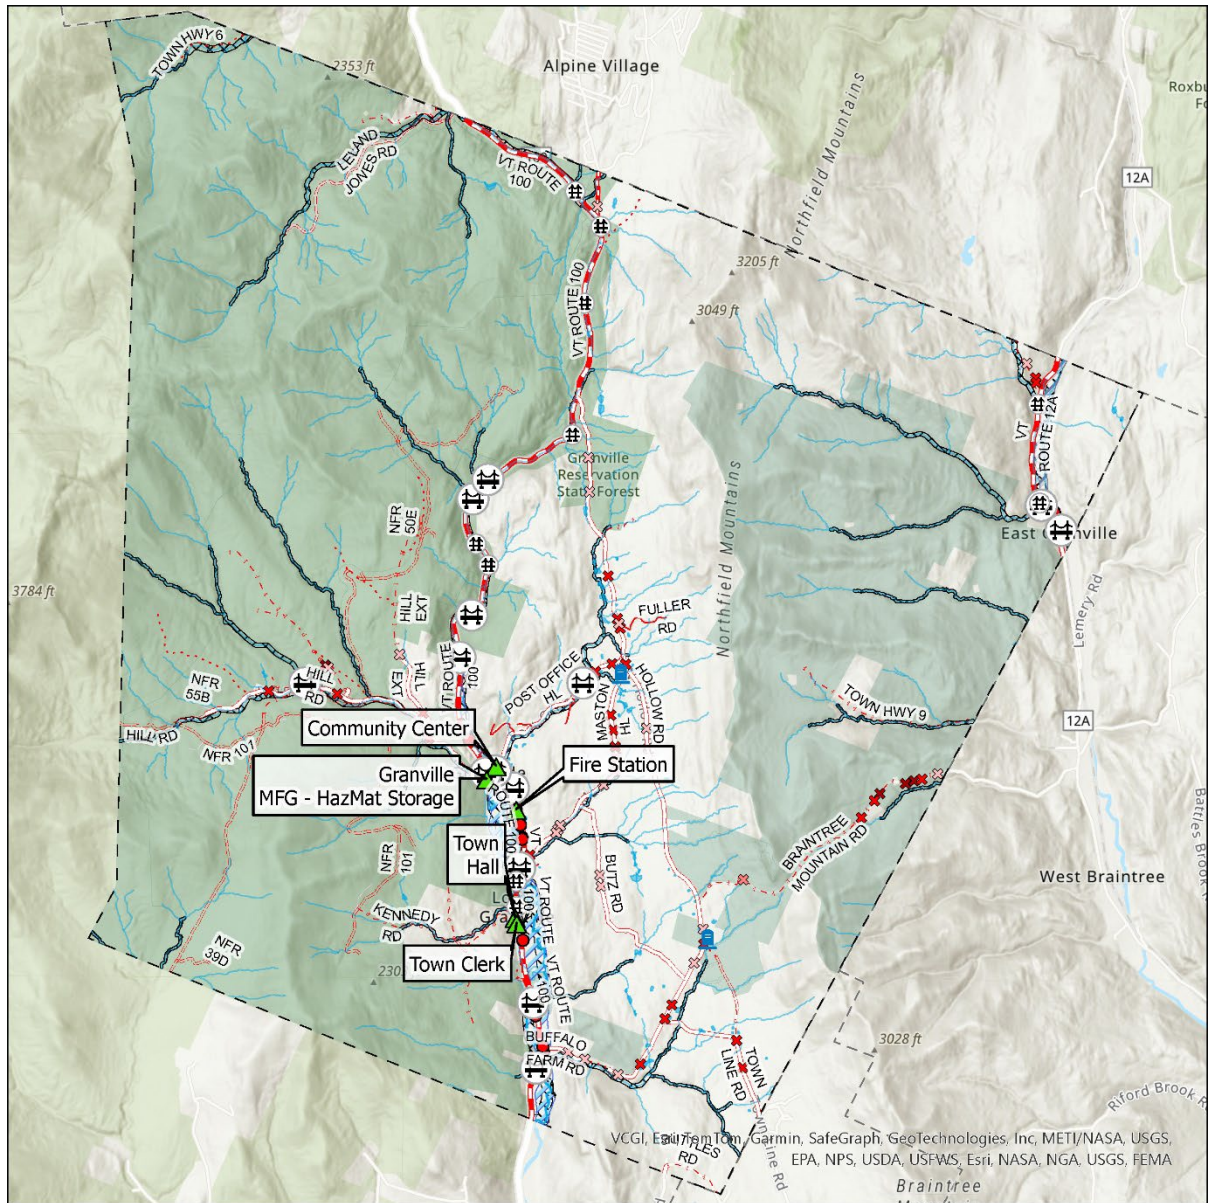 TOWN HWY 6
2353 ft
Alpine Village
Northfield Mountains
12A
LELAND
JONES RD
VT ROUTE
100
3205 ft
3049 ft
VT ROUTE 100
VT
ROUTE 12A
Granville
Reservation
State Forest
NFR
50E
Northfield Mountains
East Granville
3784 ft
HILL
EXT
FULLER
RD
Lemery Rd
NFR
55B
HILL
RD
HILL
EXT
VT ROUTE
100
POST OFFICE
HL
MASTON
HL
HOLLOW RD
TOWN HWY 9
12A
HILL RD
NFR 101
Community Center
Fire Station
Granville
MFG - HazMat Storage
ROUTE 100
VT
Town
Hall
NFR
101
BUTZ RD
BRAINTREE
MOUNTAIN RD
West Braintree
KENNEDY
RD
100
VT ROUTE
VT ROUTE
100
NFR
39D
Town Clerk
BUFFALO
FARM RD
TOWN
LINE RD
3028 ft
Riford Brook
VCGI, Esri, TomTom, Garmin, SafeGraph, GeoTechnologies, Inc, METI/NASA, USGS,
EPA, NPS, USDA, USFWS, Esri, NASA, NGA, USGS, FEMA
RD
Braintree